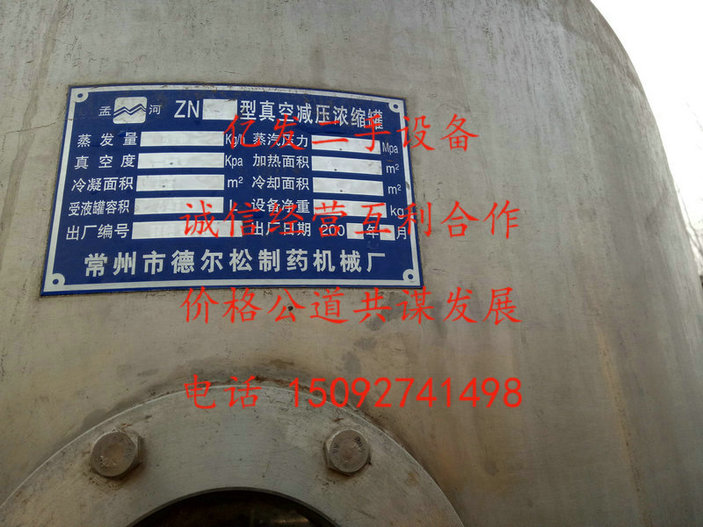 孟河 ZN 型真空减压浓缩罐
亿发二手设备
蒸发量 Kg/h 蒸汽压力 Mpa
真空度 Kpa 加热面积 m²
冷凝面积 m² 冷却面积 m²
受液罐容积 设备净重 kg
诚信经营互利合作
出厂编号 出厂日期 200 年 月
常州市德尔松制药机械厂
价格公道共谋发展
电话 15092741498